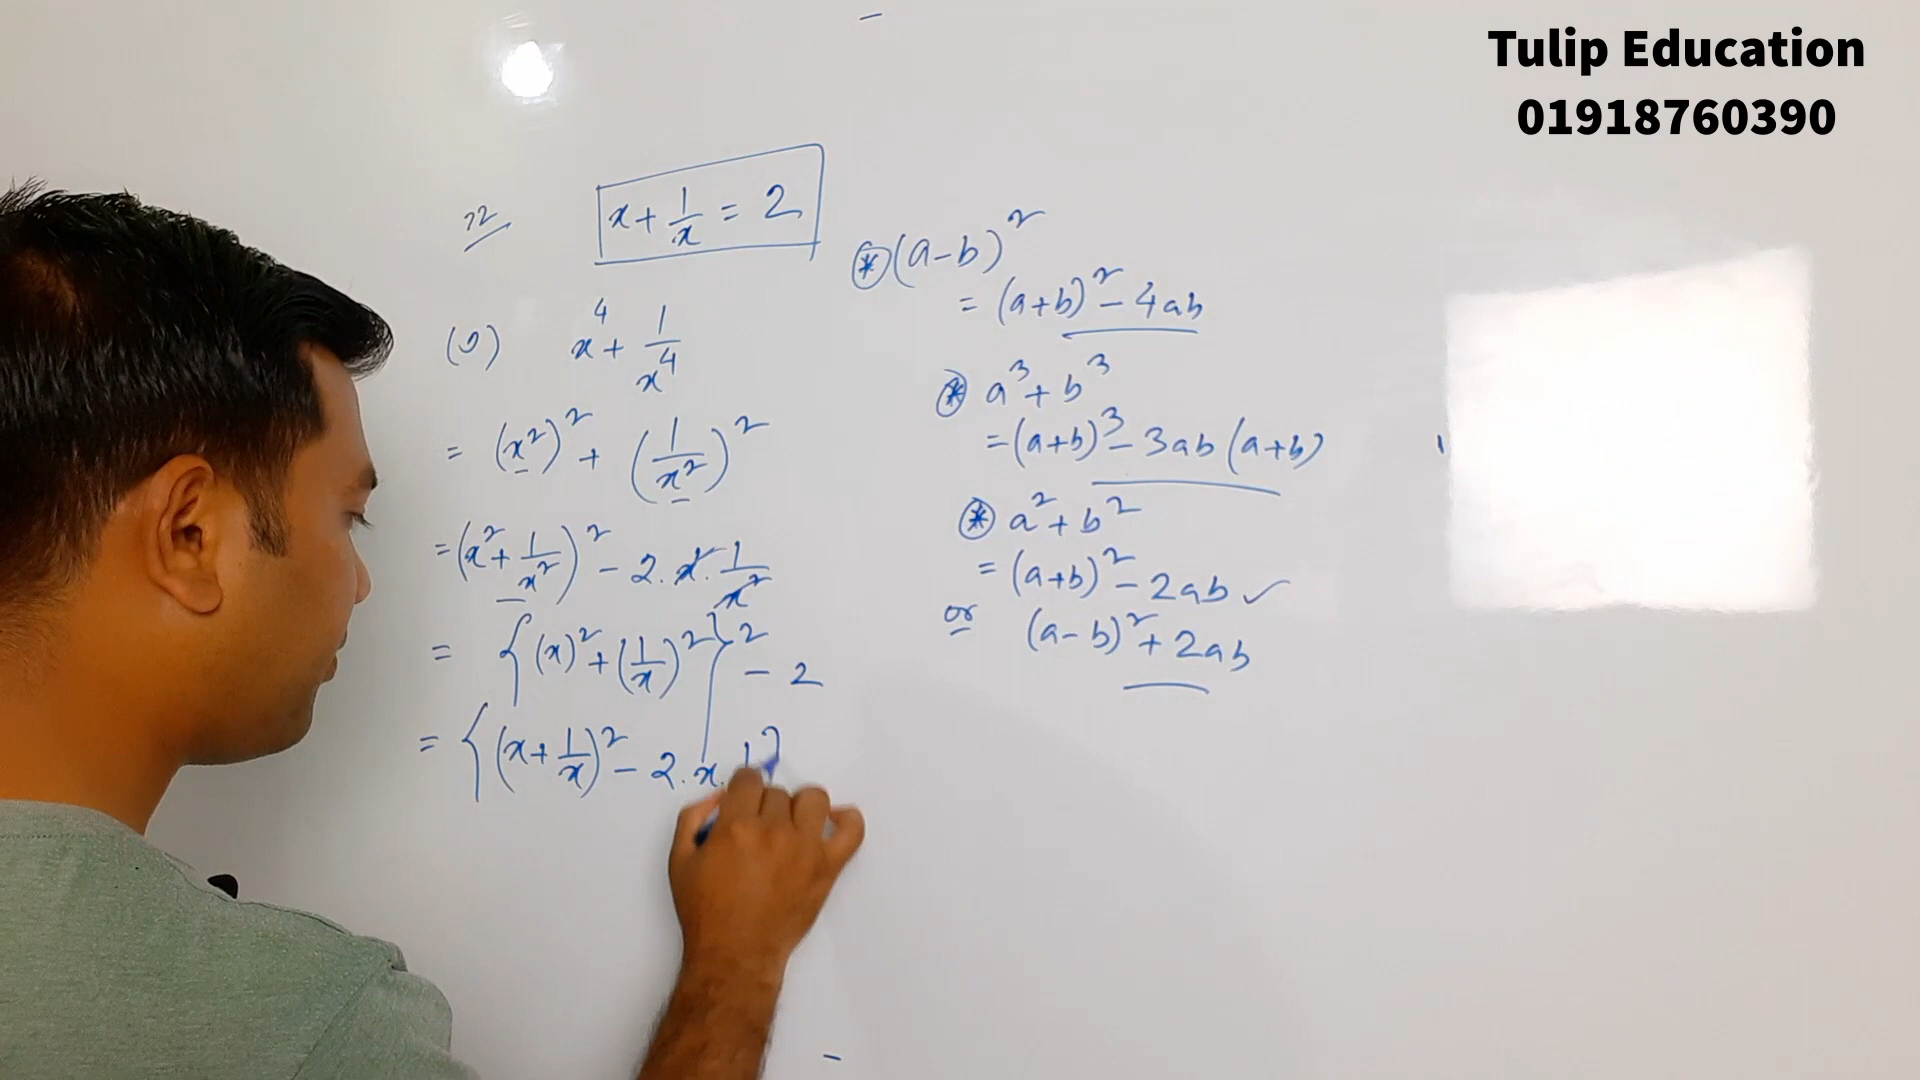 Tulip Education
01918760390
x + 1/x = 2
x⁴ + 1/x⁴
= (x²)² + (1/x²)²
= (x² + 1/x²)² - 2.x².1/x²
= {(x)² + (1/x)²}² - 2
= {(x + 1/x)² - 2.x.
* (a-b)²
= (a+b)² - 4ab
* a³ + b³
= (a+b)³ - 3ab(a+b)
* a² + b²
= (a+b)² - 2ab ✓
or (a-b)² + 2ab